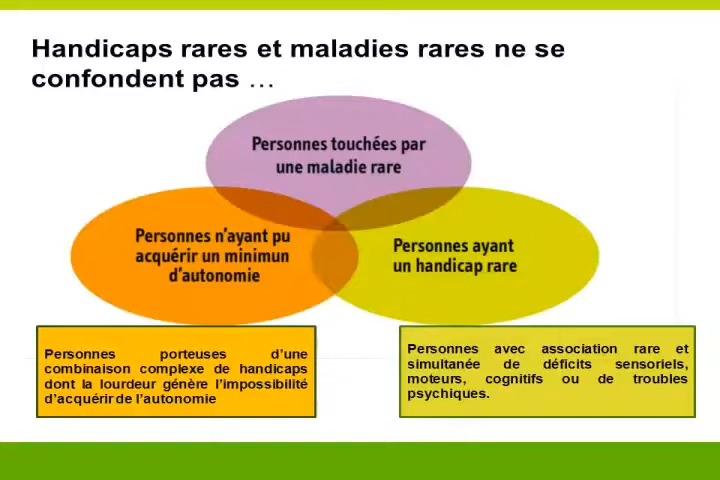 Handicaps rares et maladies rares ne se
confondent pas …
Personnes touchées par
une maladie rare
Personnes n'ayant pu
acquérir un minimun
d'autonomie
Personnes ayant
un handicap rare
Personnes porteuses d'une
combinaison complexe de handicaps
dont la lourdeur génère l'impossibilité
d'acquérir de l'autonomie
Personnes avec association rare et
simultanée de déficits sensoriels,
moteurs, cognitifs ou de troubles
psychiques.